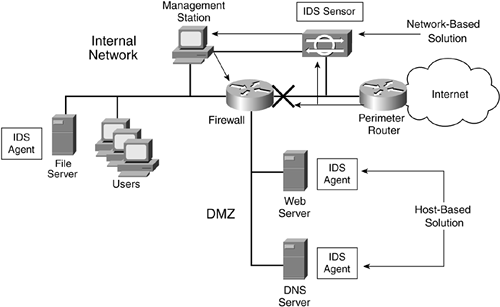 Management
Station
IDS Sensor
Network-Based
Solution
Internal
Network
Internet
Firewall
Perimeter
Router
IDS
Agent
File
Server
Users
IDS
Agent
Web
Server
DMZ
Host-Based
Solution
IDS
Agent
DNS
Server